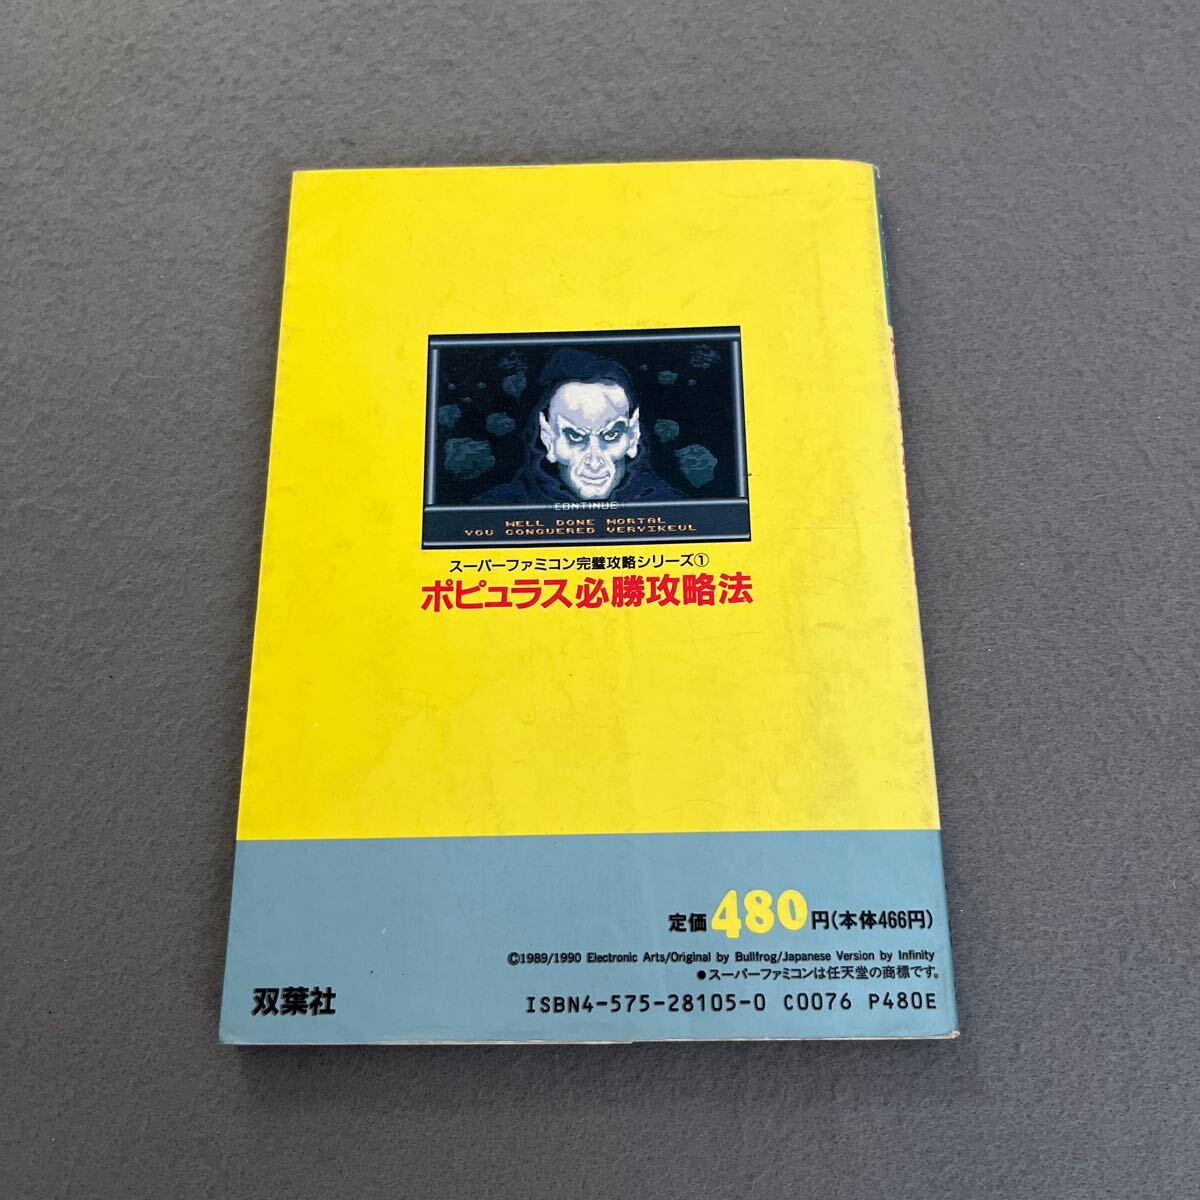 CONTINUE
WELL DONE MORTAL
YOU CONQUERED VERYIKEUL
スーパーファミコン完璧攻略シリーズ①
ポピュラス必勝攻略法
定価480円(本体466円)
©1989/1990 Electronic Arts/Original by Bullfrog/Japanese Version by Infinity
●スーパーファミコンは任天堂の商標です。
双葉社
ISBN4-575-28105-0 C0076 P480E